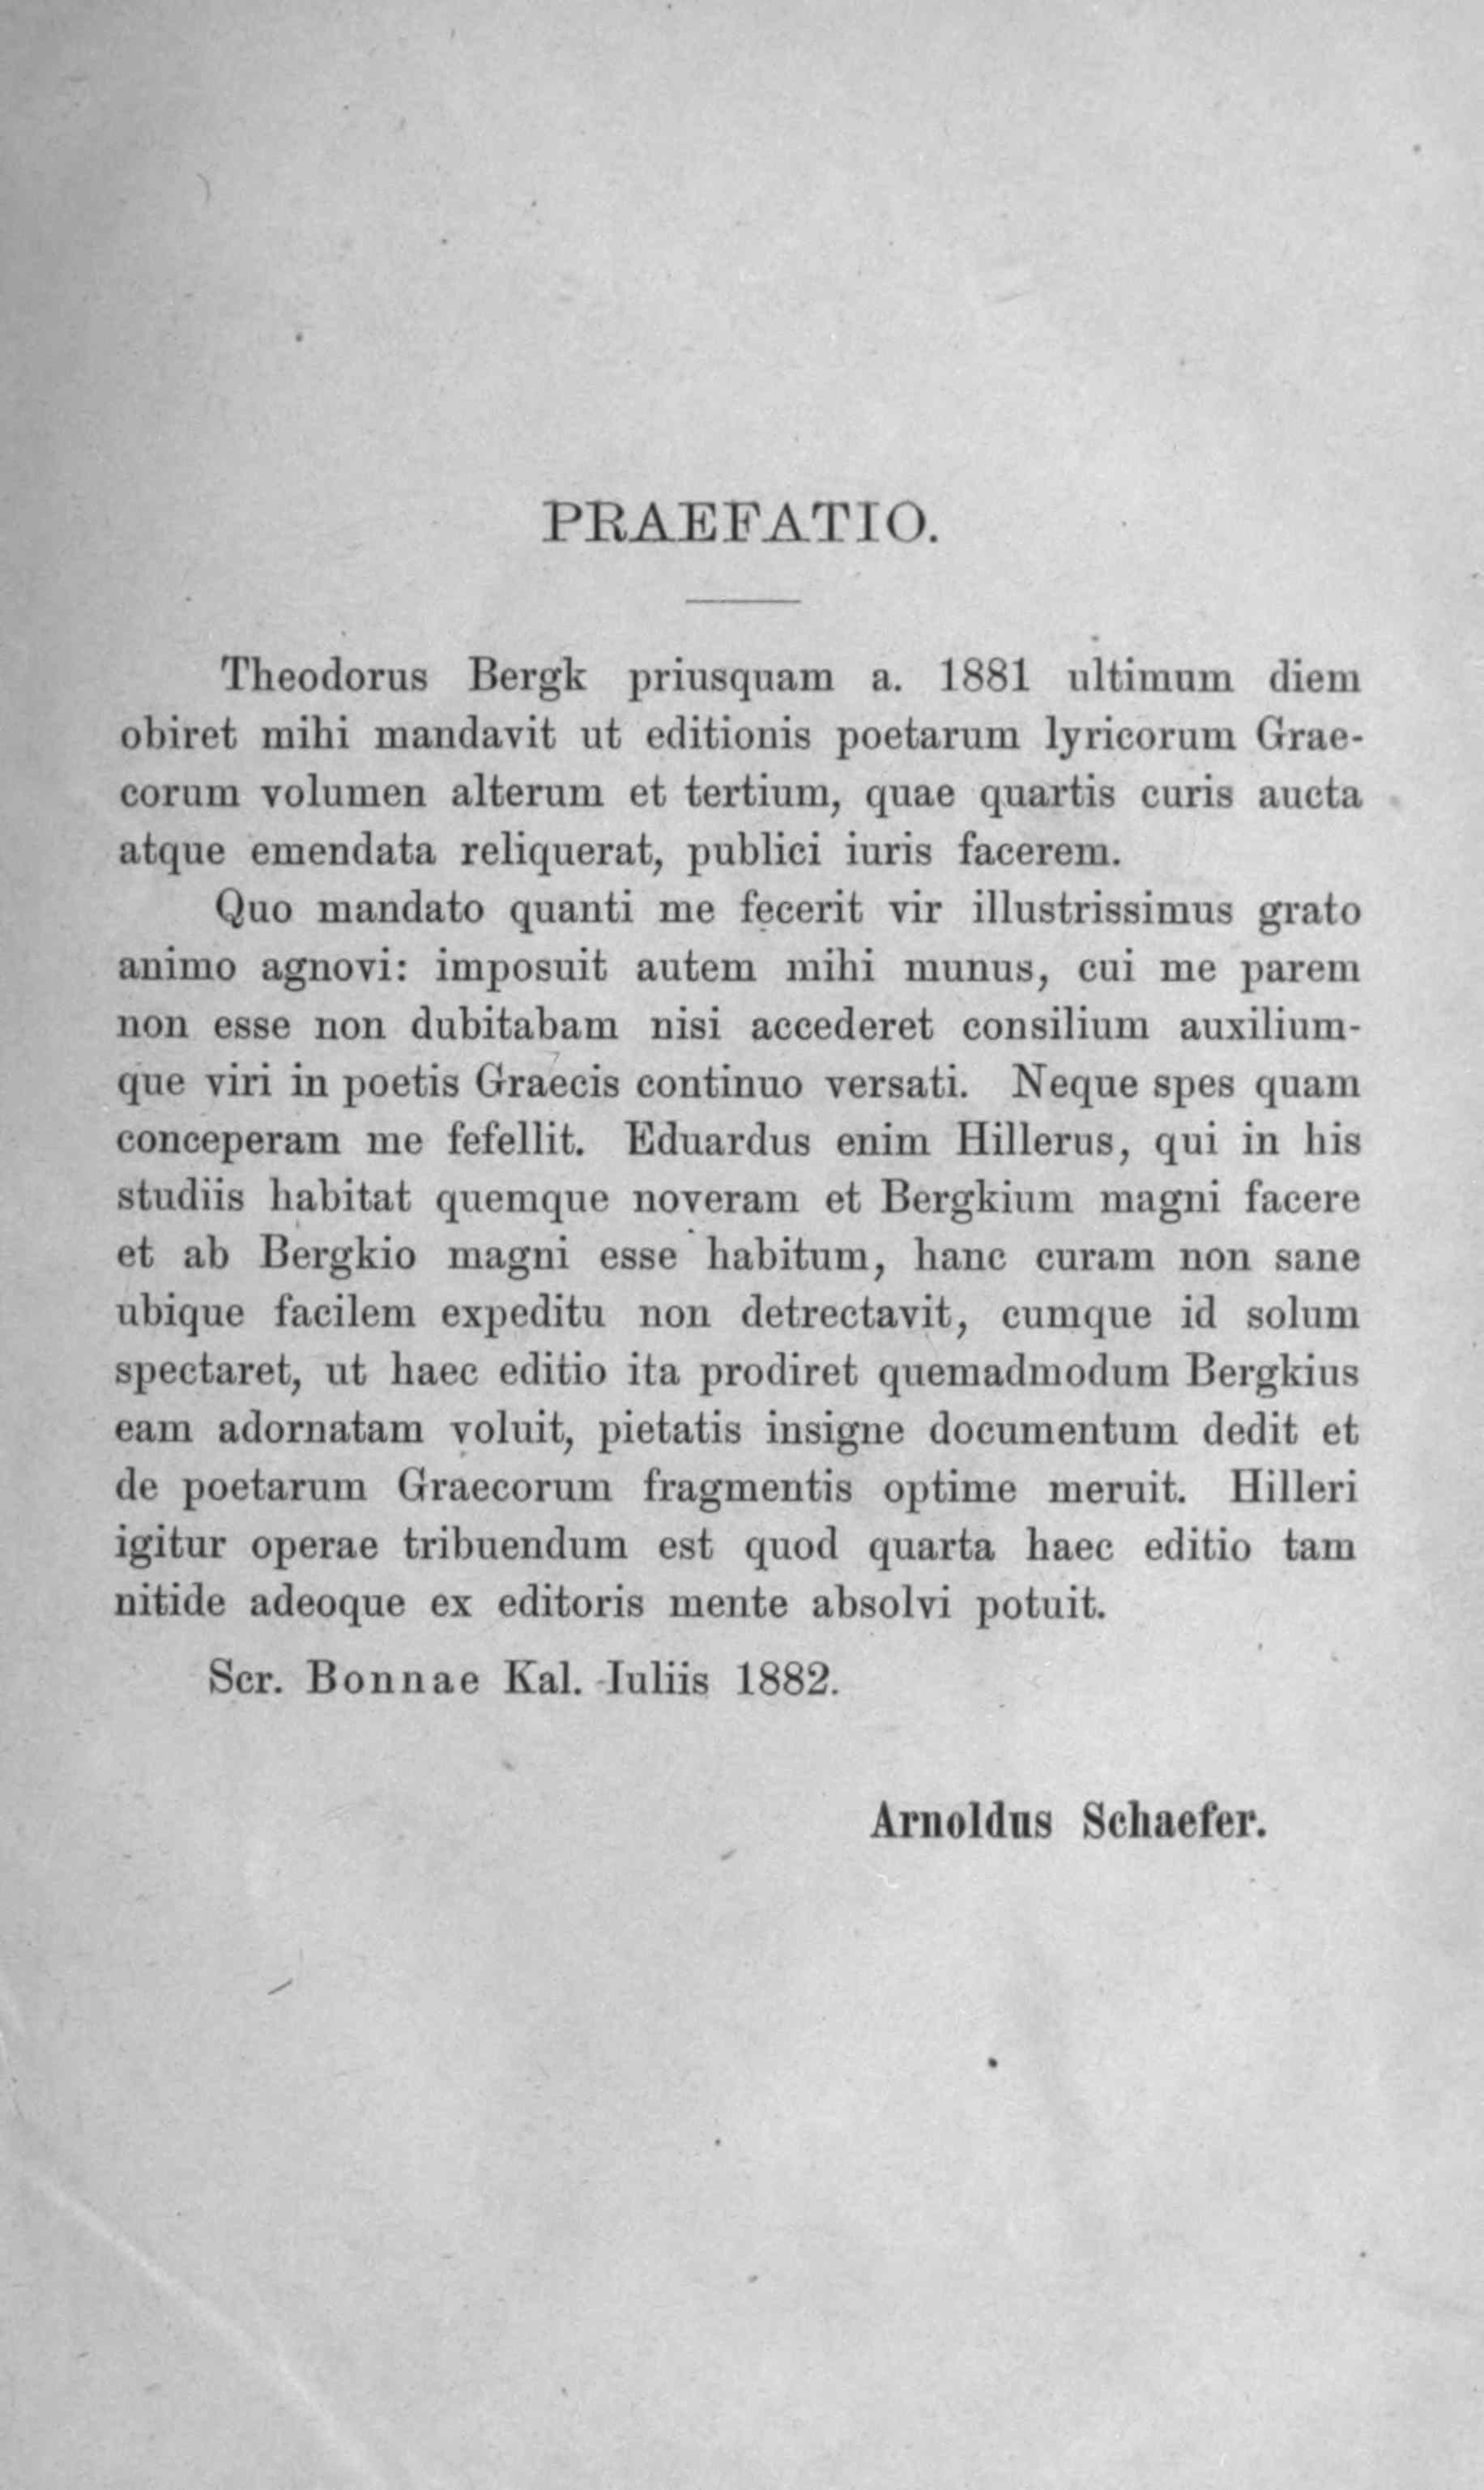 PRAEFATIO.
Theodorus Bergk priusquam a. 1881 ultimum diem
obiret mihi mandavit ut editionis poetarum lyricorum Grae-
corum volumen alterum et tertium, quae quartis curis aucta
atque emendata reliquerat, publici iuris facerem.
Quo mandato quanti me fecerit vir illustrissimus grato
animo agnovi: imposuit autem mihi munus, cui me parem
non esse non dubitabam nisi accederet consilium auxilium-
que viri in poetis Graecis continuo versati. Neque spes quam
conceperam me fefellit. Eduardus enim Hillerus, qui in his
studiis habitat quemque noveram et Bergkium magni facere
et ab Bergkio magni esse habitum, hanc curam non sane
ubique facilem expeditu non detrectavit, cumque id solum
spectaret, ut haec editio ita prodiret quemadmodum Bergkius
eam adornatam voluit, pietatis insigne documentum dedit et
de poetarum Graecorum fragmentis optime meruit. Hilleri
igitur operae tribuendum est quod quarta haec editio tam
nitide adeoque ex editoris mente absolvi potuit.
Scr. Bonnae Kal. Iuliis 1882.
Arnoldus Schaefer.